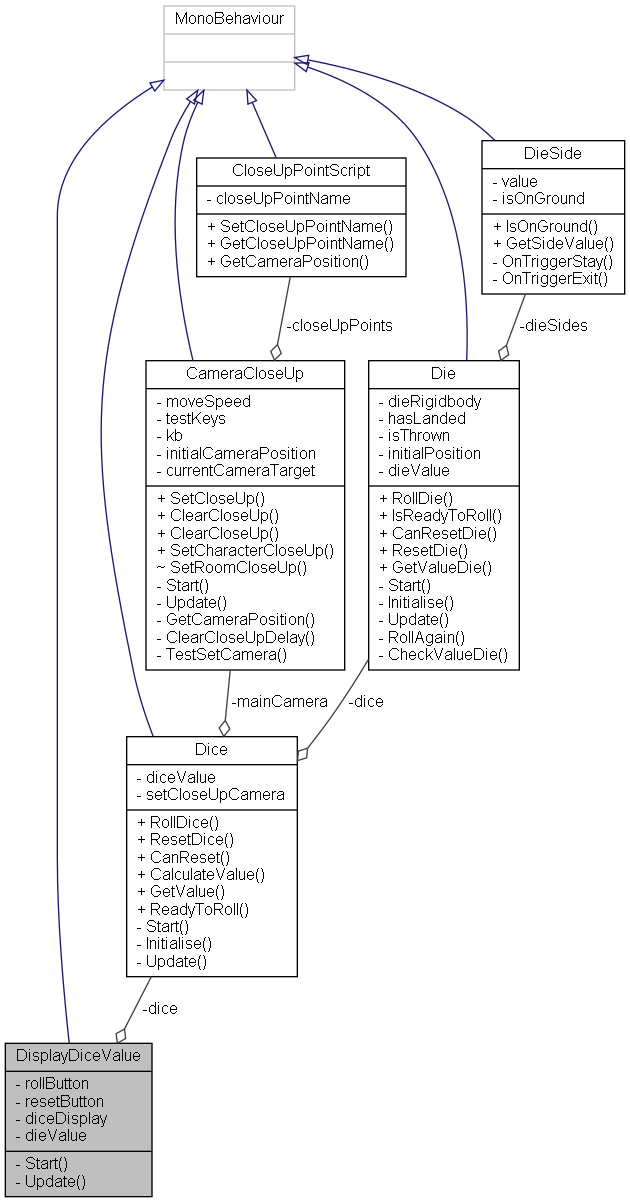 MonoBehaviour
DieSide
- value
- isOnGround
+ IsOnGround()
+ GetSideValue()
- OnTriggerStay()
- OnTriggerExit()
CloseUpPointScript
- closeUpPointName
+ SetCloseUpPointName()
+ GetCloseUpPointName()
+ GetCameraPosition()
-closeUpPoints
-dieSides
CameraCloseUp
- moveSpeed
- testKeys
- kb
- initialCameraPosition
- currentCameraTarget
+ SetCloseUp()
+ ClearCloseUp()
+ ClearCloseUp()
+ SetCharacterCloseUp()
~ SetRoomCloseUp()
- Start()
- Update()
- GetCameraPosition()
- ClearCloseUpDelay()
- TestSetCamera()
Die
- dieRigidbody
- hasLanded
- isThrown
- initialPosition
- dieValue
+ RollDie()
+ IsReadyToRoll()
+ CanResetDie()
+ ResetDie()
+ GetValueDie()
- Start()
- Initialise()
- Update()
- RollAgain()
- CheckValueDie()
-mainCamera
-dice
Dice
- diceValue
- setCloseUpCamera
+ RollDice()
+ ResetDice()
+ CanReset()
+ CalculateValue()
+ GetValue()
+ ReadyToRoll()
- Start()
- Initialise()
- Update()
-dice
DisplayDiceValue
- rollButton
- resetButton
- diceDisplay
- dieValue
- Start()
- Update()